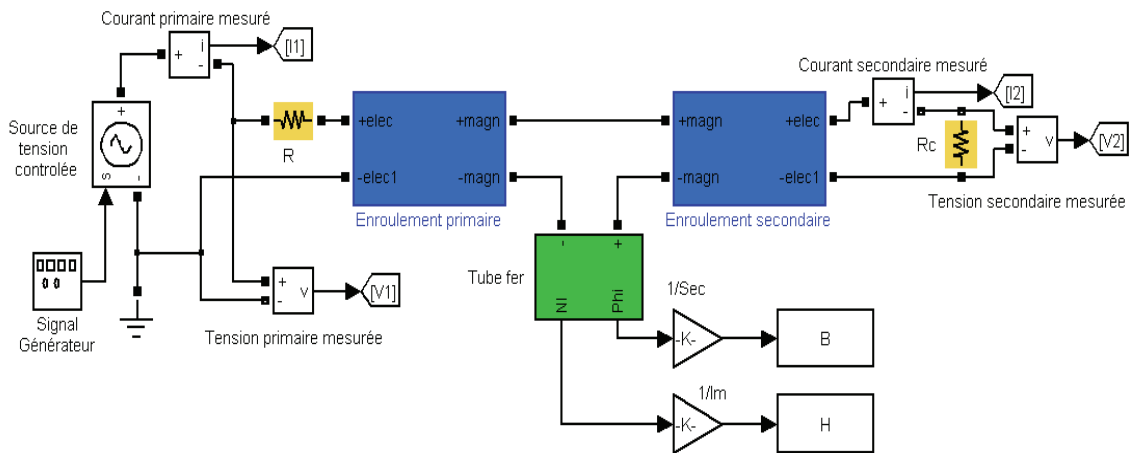 Courant primaire mesuré
+
i
-
[I1]
Source de
tension
controlée
+
s
-
R
+elec
+magn
-elec1
-magn
Enroulement primaire
+magn
+elec
-magn
-elec1
Enroulement secondaire
Courant secondaire mesuré
+
i
-
[I2]
Rc
+
-
v
[V2]
Tension secondaire mesurée
Signal
Générateur
+
-
v
[V1]
Tension primaire mesurée
Tube fer
-
+
NI
Phi
1/Sec
-K-
B
1/lm
-K-
H